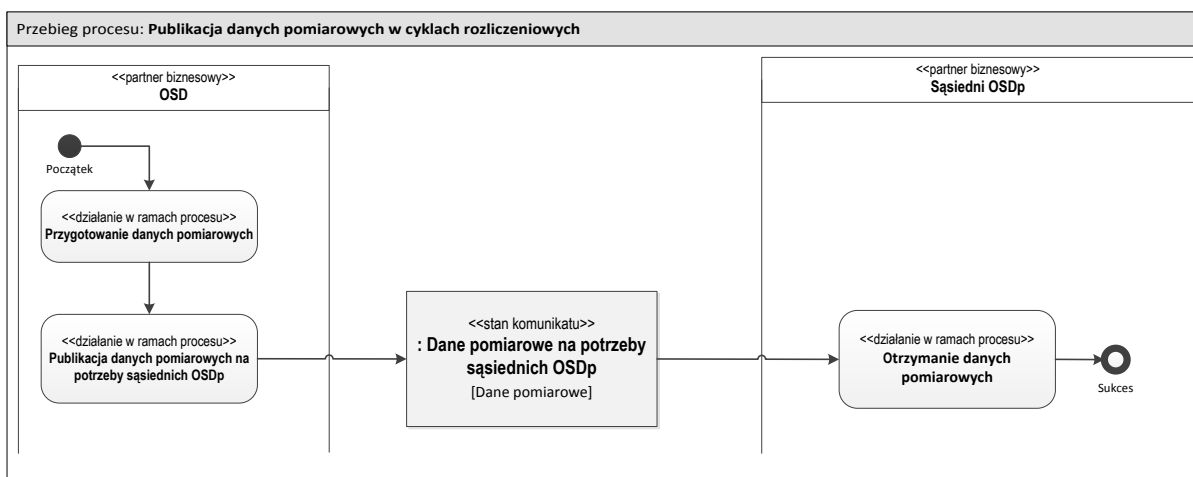 Przebieg procesu: Publikacja danych pomiarowych w cyklach rozliczeniowych
<<partner biznesowy>>
OSD
<<partner biznesowy>>
Sąsiedni OSDp
Początek
<<działanie w ramach procesu>>
Przygotowanie danych pomiarowych
<<działanie w ramach procesu>>
Publikacja danych pomiarowych na
potrzeby sąsiednich OSDp
<<stan komunikatu>>
: Dane pomiarowe na potrzeby
sąsiednich OSDp
[Dane pomiarowe]
<<działanie w ramach procesu>>
Otrzymanie danych
pomiarowych
Sukces